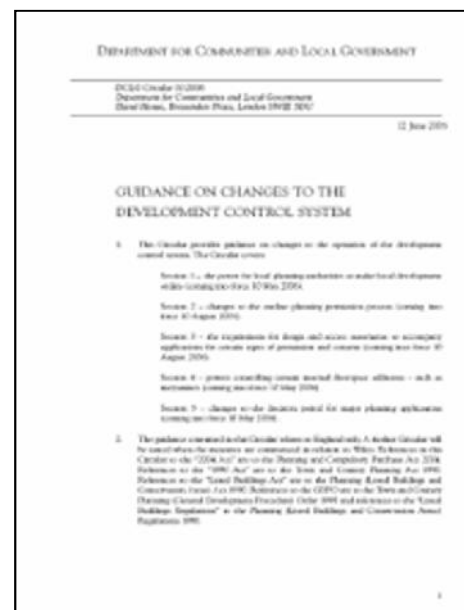 DEPARTMENT FOR COMMUNITIES AND LOCAL GOVERNMENT
DCLG Circular 01/2006
Department for Communities and Local Government
Eland House, Bressenden Place, London SW1E 5DU
12 June 2006
GUIDANCE ON CHANGES TO THE
DEVELOPMENT CONTROL SYSTEM
1. This Circular provides guidance on changes to the operation of the development
control system. The Circular covers:
Section 1 – the power for local planning authorities to make local development
orders (coming into force 10 May 2006);
Section 2 – changes to the outline planning permission process (coming into
force 10 August 2006);
Section 3 – the requirement for design and access statements to accompany
applications for certain types of permission and consent (coming into force 10
August 2006);
Section 4 – powers controlling certain internal floorspace additions – such as
mezzanines (coming into force 10 May 2006);
Section 5 – changes to the decision period for major planning applications
(coming into force 10 May 2006).
2. The guidance contained in the Circular relates to England only. A further Circular will
be issued when the measures are commenced in relation to Wales. References in this
Circular to the "2004 Act" are to the Planning and Compulsory Purchase Act 2004.
References to the "1990 Act" are to the Town and Country Planning Act 1990.
References to the "Listed Buildings Act" are to the Planning (Listed Buildings and
Conservation Areas) Act 1990. References to the GDPO are to the Town and Country
Planning (General Development Procedure) Order 1995 and references to the "Listed
Buildings Regulations" to the Planning (Listed Buildings and Conservation Areas)
Regulations 1990.